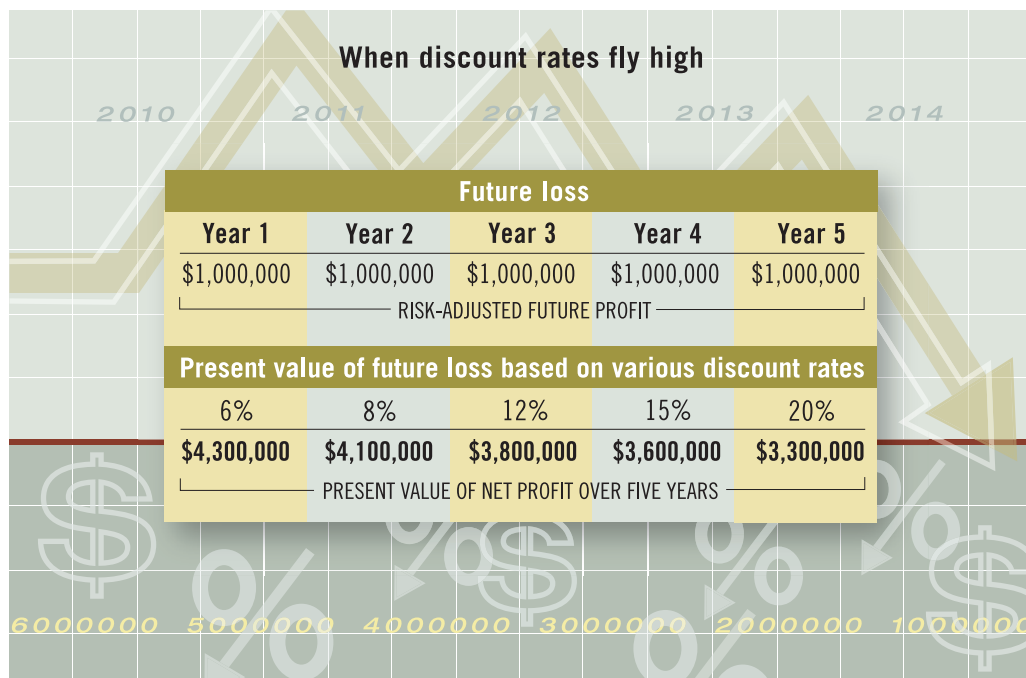 When discount rates fly high
2010 2011 2012 2013 2014
Future loss
Year 1 Year 2 Year 3 Year 4 Year 5
$1,000,000 $1,000,000 $1,000,000 $1,000,000 $1,000,000
RISK-ADJUSTED FUTURE PROFIT
Present value of future loss based on various discount rates
6% 8% 12% 15% 20%
$4,300,000 $4,100,000 $3,800,000 $3,600,000 $3,300,000
PRESENT VALUE OF NET PROFIT OVER FIVE YEARS
$ % % $ % % $
% %
6000000 5000000 4000000 3000000 2000000 1000000